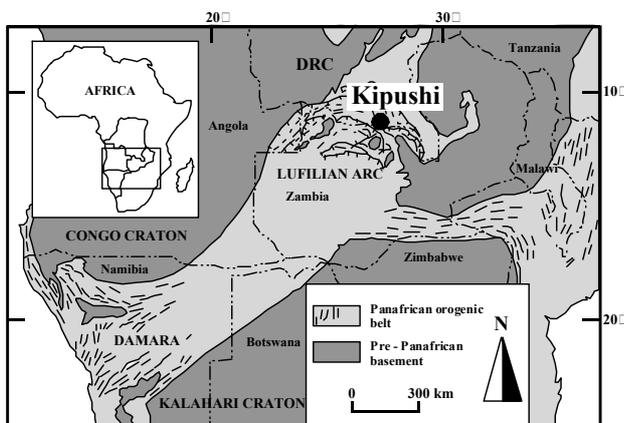 20□
30□
DRC
Tanzania
AFRICA
Kipushi
10□
Angola
Malawi
LUFILIAN ARC
Zambia
CONGO CRATON
Zimbabwe
Namibia
Panafrican orogenic
belt
N
20□
DAMARA
Botswana
Pre - Panafrican
basement
0 300 km
KALAHARI CRATON